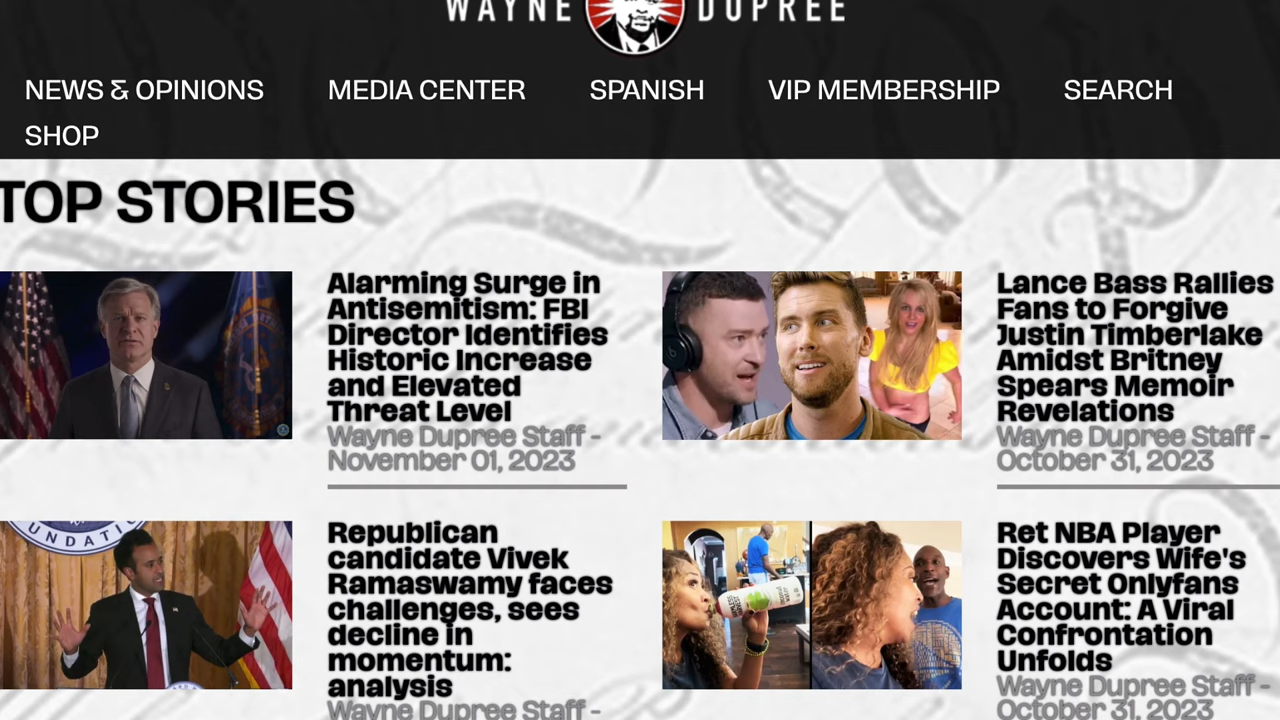 WAYNE DUPREE
NEWS & OPINIONS MEDIA CENTER SPANISH VIP MEMBERSHIP SEARCH
SHOP
TOP STORIES
Alarming Surge in
Antisemitism: FBI
Director Identifies
Historic Increase
and Elevated
Threat Level
Wayne Dupree Staff -
November 01, 2023
Lance Bass Rallies
Fans to Forgive
Justin Timberlake
Amidst Britney
Spears Memoir
Revelations
Wayne Dupree Staff -
October 31, 2023
UNDATI
Republican
candidate Vivek
Ramaswamy faces
challenges, sees
decline in
momentum:
analysis
Wayne Dupree Staff -
Ret NBA Player
Discovers Wife's
Secret Onlyfans
Account: A Viral
Confrontation
Unfolds
Wayne Dupree Staff -
October 31, 2023